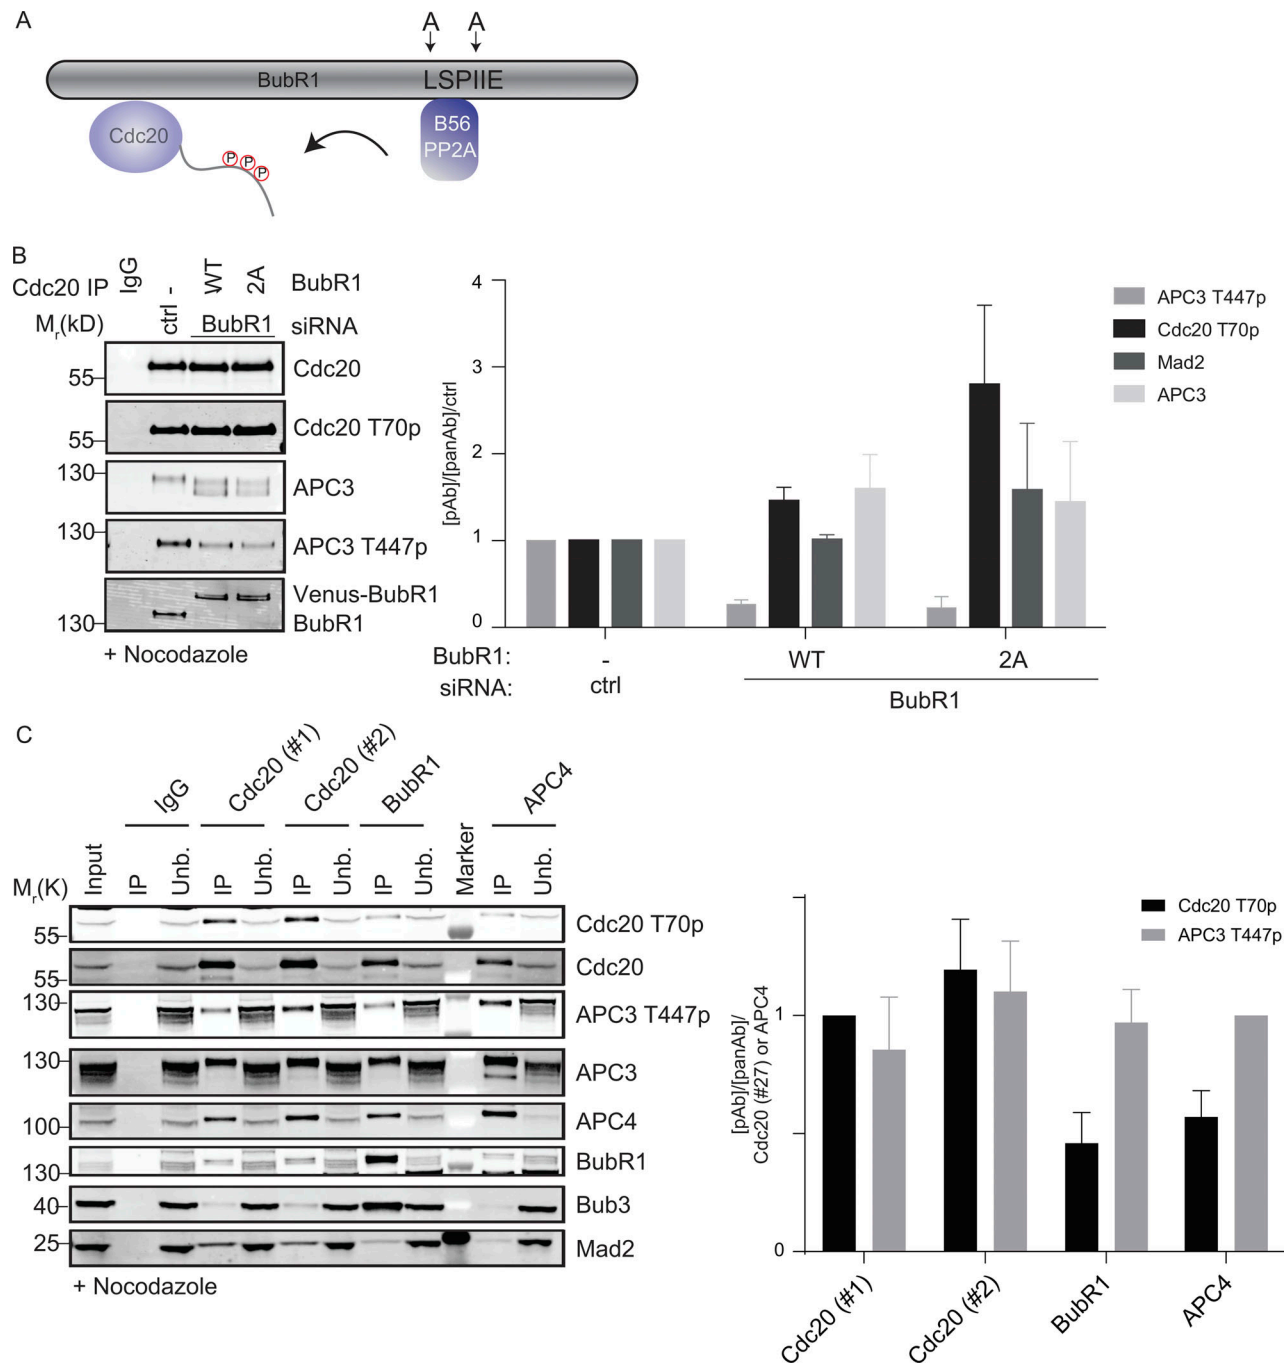 A
A A
BubR1 LSPIIE
Cdc20
P P P
B56
PP2A
B
Cdc20 IP IgG ctrl - WT 2A BubR1
Mr(kD) BubR1 siRNA
55 Cdc20
55 Cdc20 T70p
130 APC3
130 APC3 T447p
Venus-BubR1
130 BubR1
+ Nocodazole
[pAb]/[panAb]/ctrl
4
3
2
1
0
APC3 T447p
Cdc20 T70p
Mad2
APC3
BubR1: - WT 2A
siRNA: ctrl BubR1
C
IgG Cdc20 (#1) Cdc20 (#2) BubR1 APC4
Mr(K) Input IP Unb. IP Unb. IP Unb. IP Unb. Marker IP Unb.
55 Cdc20 T70p
55 Cdc20
130 APC3 T447p
130 APC3
100 APC4
130 BubR1
40 Bub3
25 Mad2
+ Nocodazole
[pAb]/[panAb]/
Cdc20 (#27) or APC4
1
0
Cdc20 T70p
APC3 T447p
Cdc20 (#1) Cdc20 (#2) BubR1 APC4